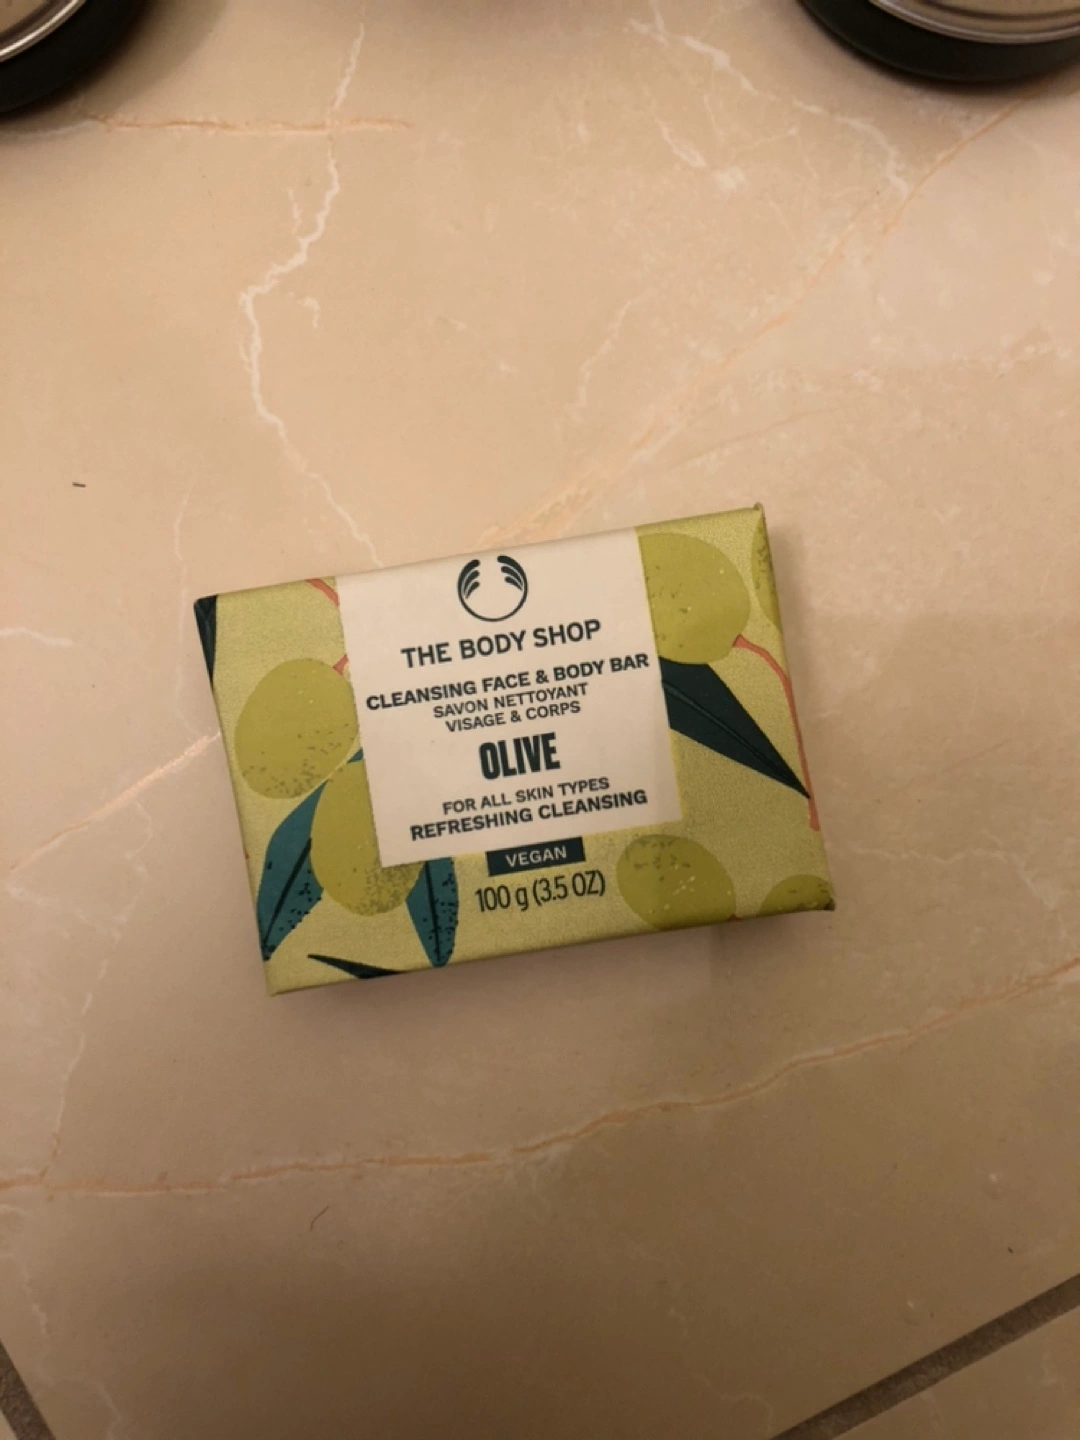 THE BODY SHOP
CLEANSING FACE & BODY BAR
SAVON NETTOYANT
VISAGE & CORPS
OLIVE
FOR ALL SKIN TYPES
REFRESHING CLEANSING
VEGAN
100 g (3.5 OZ)